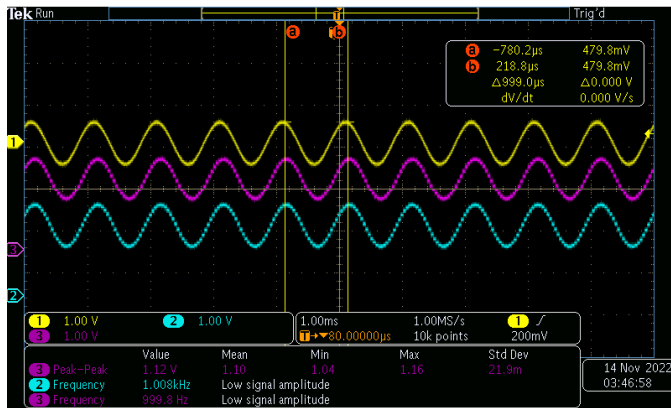 Tek Run Trig'd
T
a b
a -780.2μs 479.8mV
b 218.8μs 479.8mV
△999.0μs △0.000 V
dV/dt 0.000 V/s
1
3
2
1 1.00 V 2 1.00 V
3 1.00 V
1.00ms 1.00MS/s 1
T→▼80.00000μs 10k points 200mV
Value Mean Min Max Std Dev
3 Peak-Peak 1.12 V 1.10 1.04 1.16 21.9m
2 Frequency 1.008kHz Low signal amplitude
3 Frequency 999.8 Hz Low signal amplitude
14 Nov 2022
03:46:58